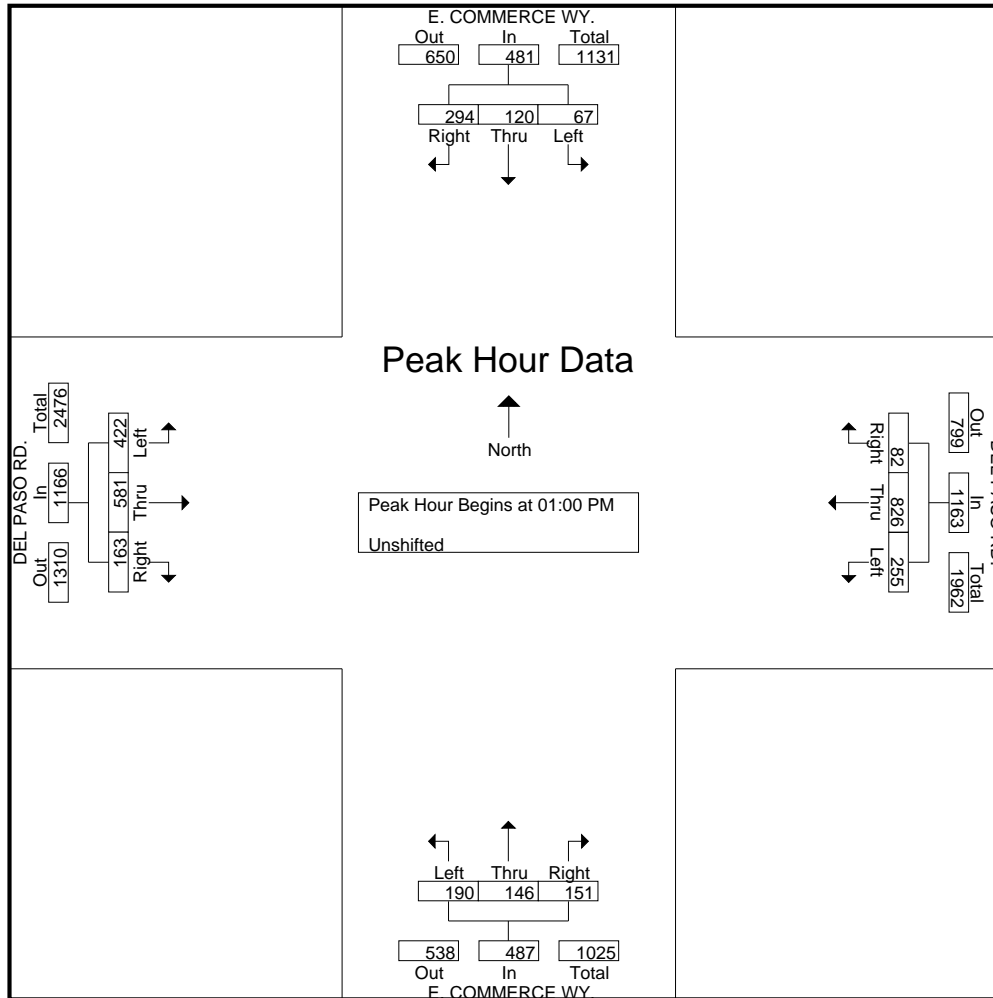 E. COMMERCE WY.
Out In Total
650 481 1131
294 120 67
Right Thru Left
Peak Hour Data
North
Peak Hour Begins at 01:00 PM
Unshifted
DEL PASO RD.
Total In Out
2476 1166 1310
422 581 163
Left Thru Right
Out In Total
799 1163 1962
82 826 255
Right Thru Left
Left Thru Right
190 146 151
538 487 1025
Out In Total
E. COMMERCE WY.